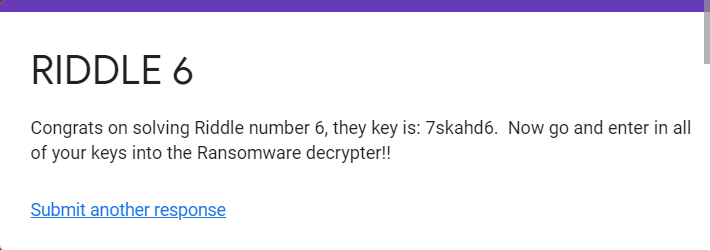 RIDDLE 6
Congrats on solving Riddle number 6, they key is: 7skahd6.  Now go and enter in all
of your keys into the Ransomware decrypter!!
Submit another response